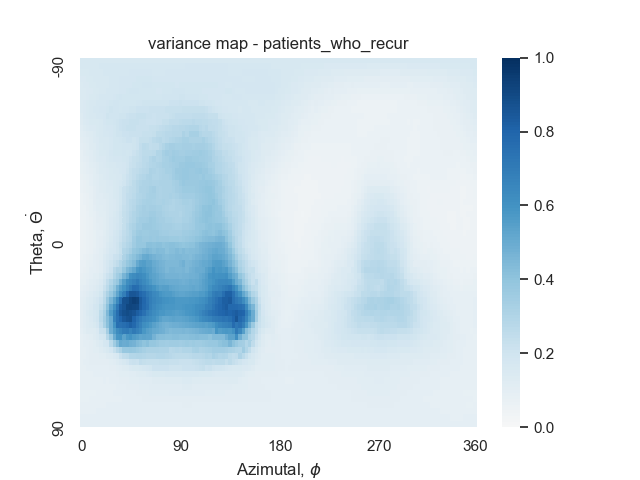 variance map - patients_who_recur
1.0
0.8
0.6
0.4
0.2
0.0
-90
0
90
Theta, Θ̇
0 90 180 270 360
Azimutal, ϕ